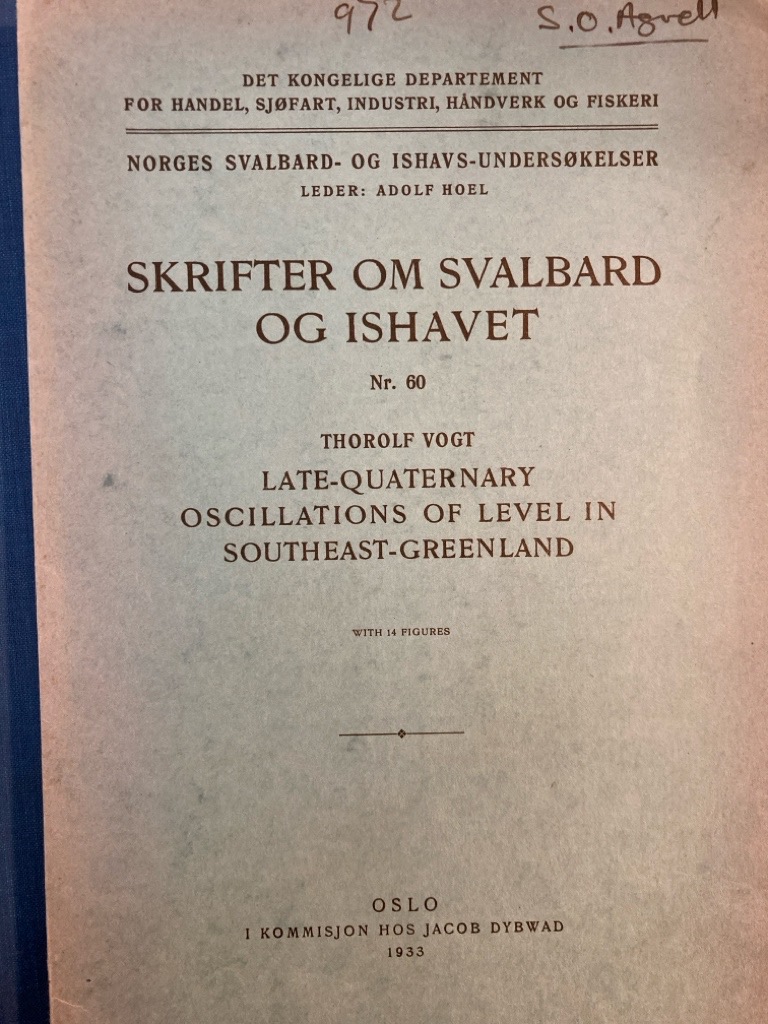 972 S.O. Agrell
DET KONGELIGE DEPARTEMENT
FOR HANDEL, SJØFART, INDUSTRI, HÅNDVERK OG FISKERI
NORGES SVALBARD- OG ISHAVS-UNDERSØKELSER
LEDER: ADOLF HOEL
SKRIFTER OM SVALBARD
OG ISHAVET
Nr. 60
THOROLF VOGT
LATE-QUATERNARY
OSCILLATIONS OF LEVEL IN
SOUTHEAST-GREENLAND
WITH 14 FIGURES
OSLO
I KOMMISJON HOS JACOB DYBWAD
1933